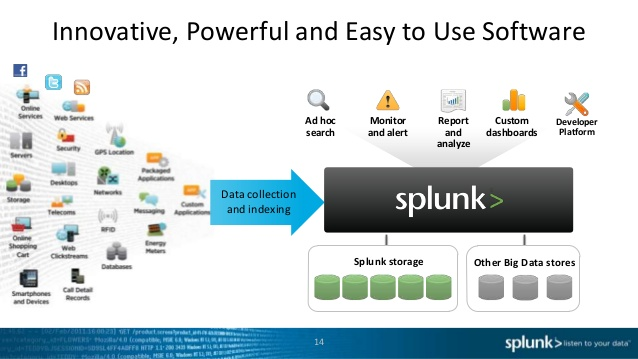 Innovative, Powerful and Easy to Use Software
Online
Services
Web Services
Servers
Security
GPS Location
Storage
Desktops
Networks
Packaged
Applications
Telecoms
Messaging
Custom
Applications
RFID
Online
Shopping
Cart
Web
Clickstreams
Energy
Meters
Databases
Smartphones
and Devices
Call Detail
Records
Data collection
and indexing
Ad hoc
search
Monitor
and alert
Report
and
analyze
Custom
dashboards
Developer
Platform
splunk>
Splunk storage
Other Big Data stores
14
splunk> listen to your data